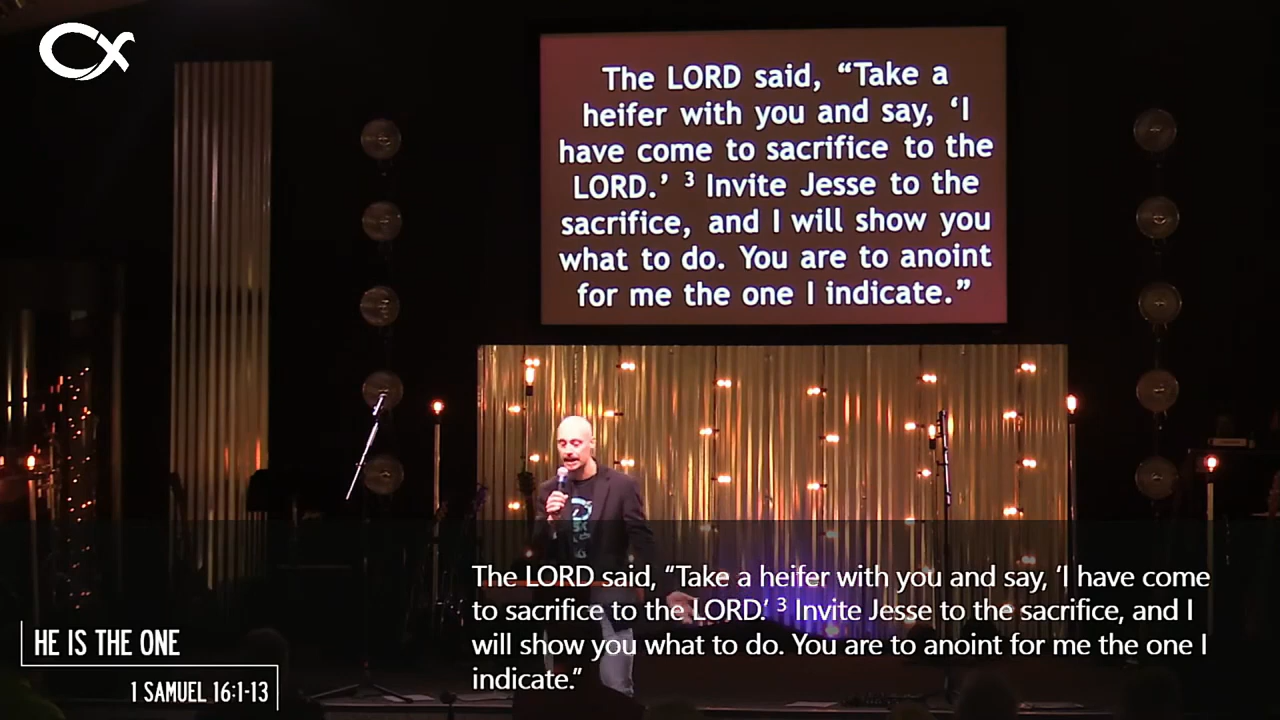 CX
The LORD said, “Take a
heifer with you and say, ‘I
have come to sacrifice to the
LORD.’ ³ Invite Jesse to the
sacrifice, and I will show you
what to do. You are to anoint
for me the one I indicate.”
The LORD said, “Take a heifer with you and say, ‘I have come
to sacrifice to the LORD.’ ³ Invite Jesse to the sacrifice, and I
will show you what to do. You are to anoint for me the one I
indicate.”
HE IS THE ONE
1 SAMUEL 16:1-13